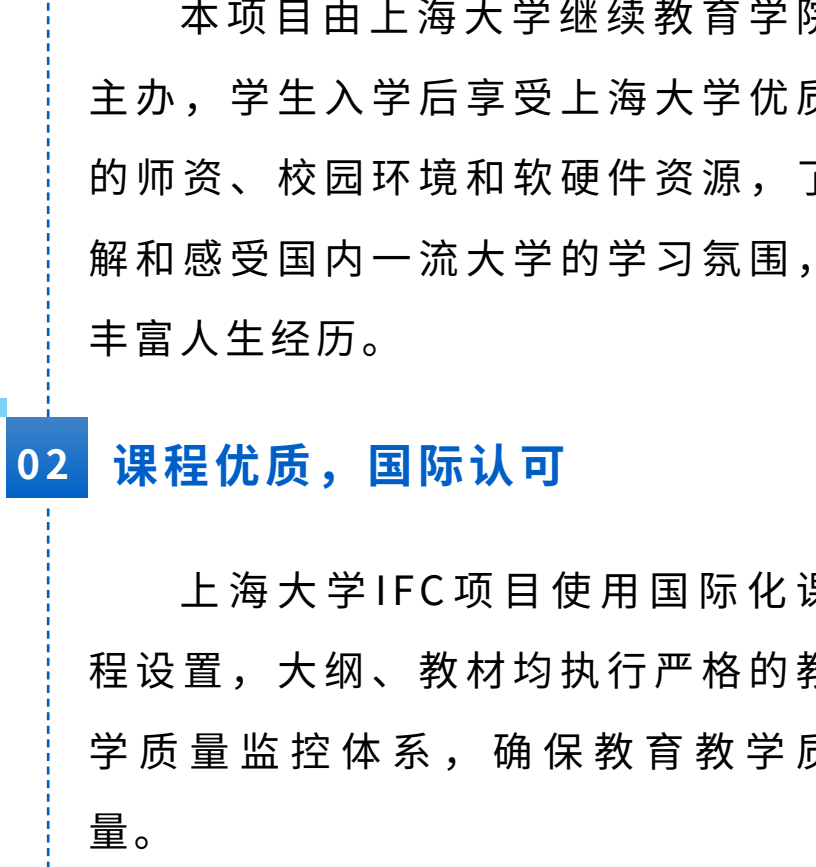 本项目由上海大学继续教育学院
主办，学生入学后享受上海大学优质
的师资、校园环境和软硬件资源，了
解和感受国内一流大学的学习氛围，
丰富人生经历。
02 课程优质，国际认可
上海大学IFC项目使用国际化课
程设置，大纲、教材均执行严格的教
学质量监控体系，确保教育教学质
量。